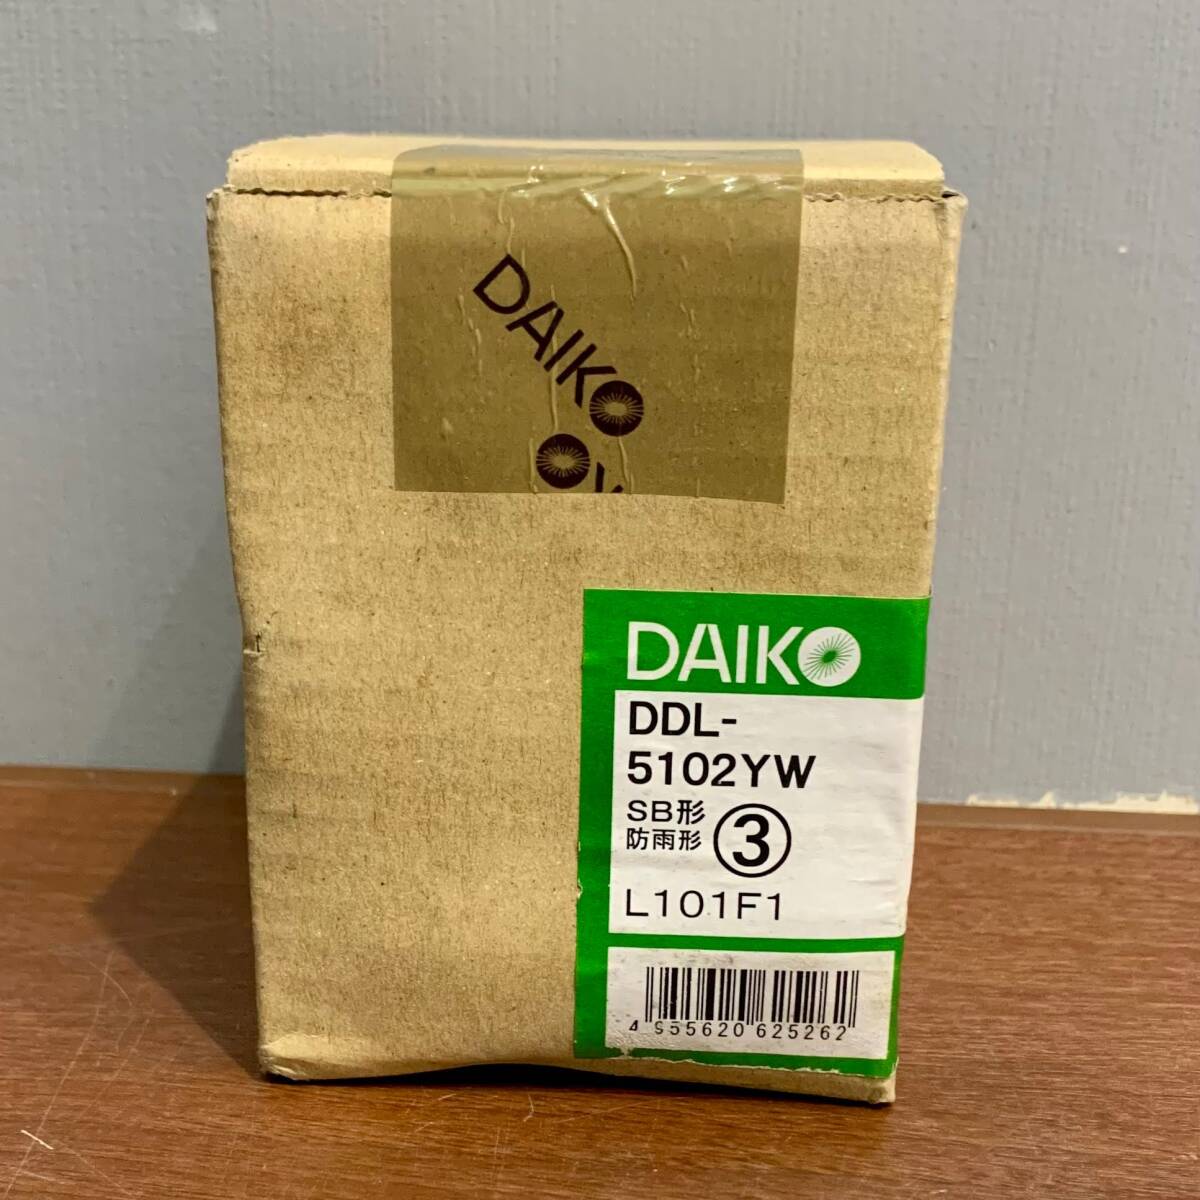 DAIKO
DAIKO
DDL-
5102YW
SB形
防雨形
③
L101F1
4 955620 625262